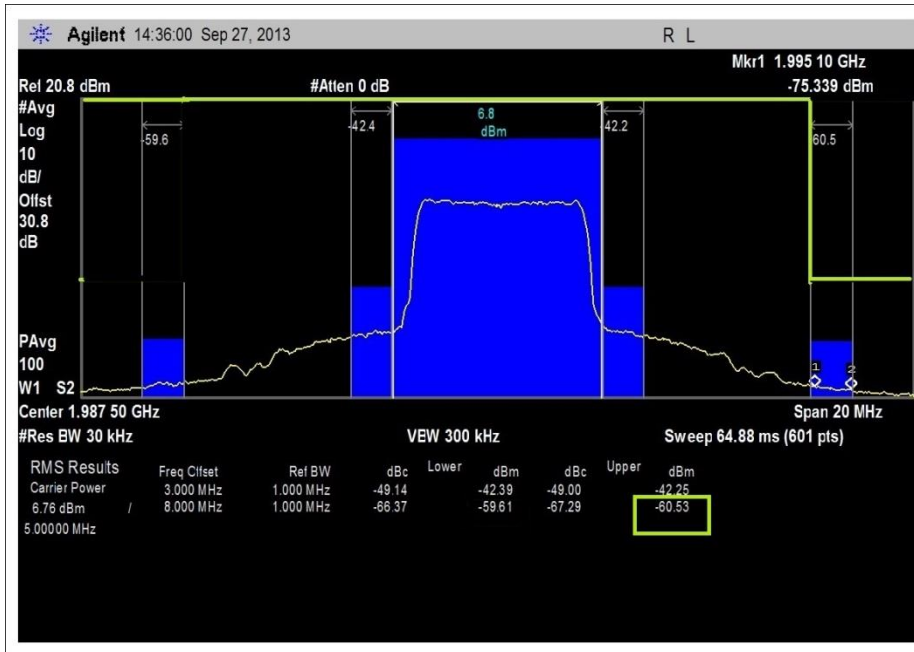 Agilent 14:36:00 Sep 27, 2013 R L
Mkr1 1.995 10 GHz
Ref 20.8 dBm #Atten 0 dB -75.339 dBm
#Avg
Log
10
dB/
Offst
30.8
dB
-59.6 -42.4 6.8 42.2 60.5
dBm
PAvg
100
W1 S2
1 2
Center 1.987 50 GHz Span 20 MHz
#Res BW 30 kHz VBW 300 kHz Sweep 64.88 ms (601 pts)
RMS Results Freq Offset Ref BW dBc Lower dBm dBc Upper dBm
Carrier Power 3.000 MHz 1.000 MHz -49.14 -42.39 -49.00 -42.25
6.76 dBm / 8.000 MHz 1.000 MHz -66.37 -59.61 -67.29 -60.53
5.00000 MHz